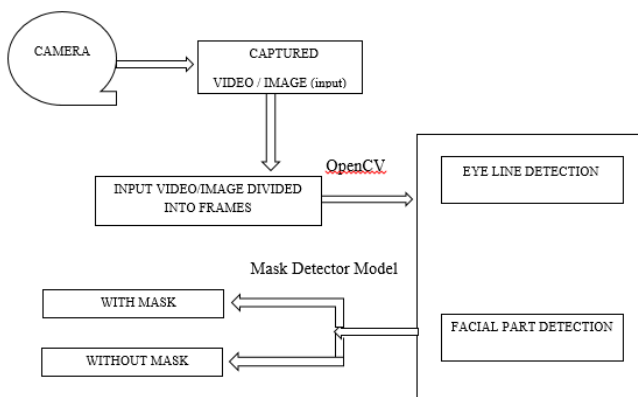 CAMERA
CAPTURED
VIDEO / IMAGE (input)
OpenCV
INPUT VIDEO/IMAGE DIVIDED
INTO FRAMES
EYE LINE DETECTION
Mask Detector Model
WITH MASK
FACIAL PART DETECTION
WITHOUT MASK